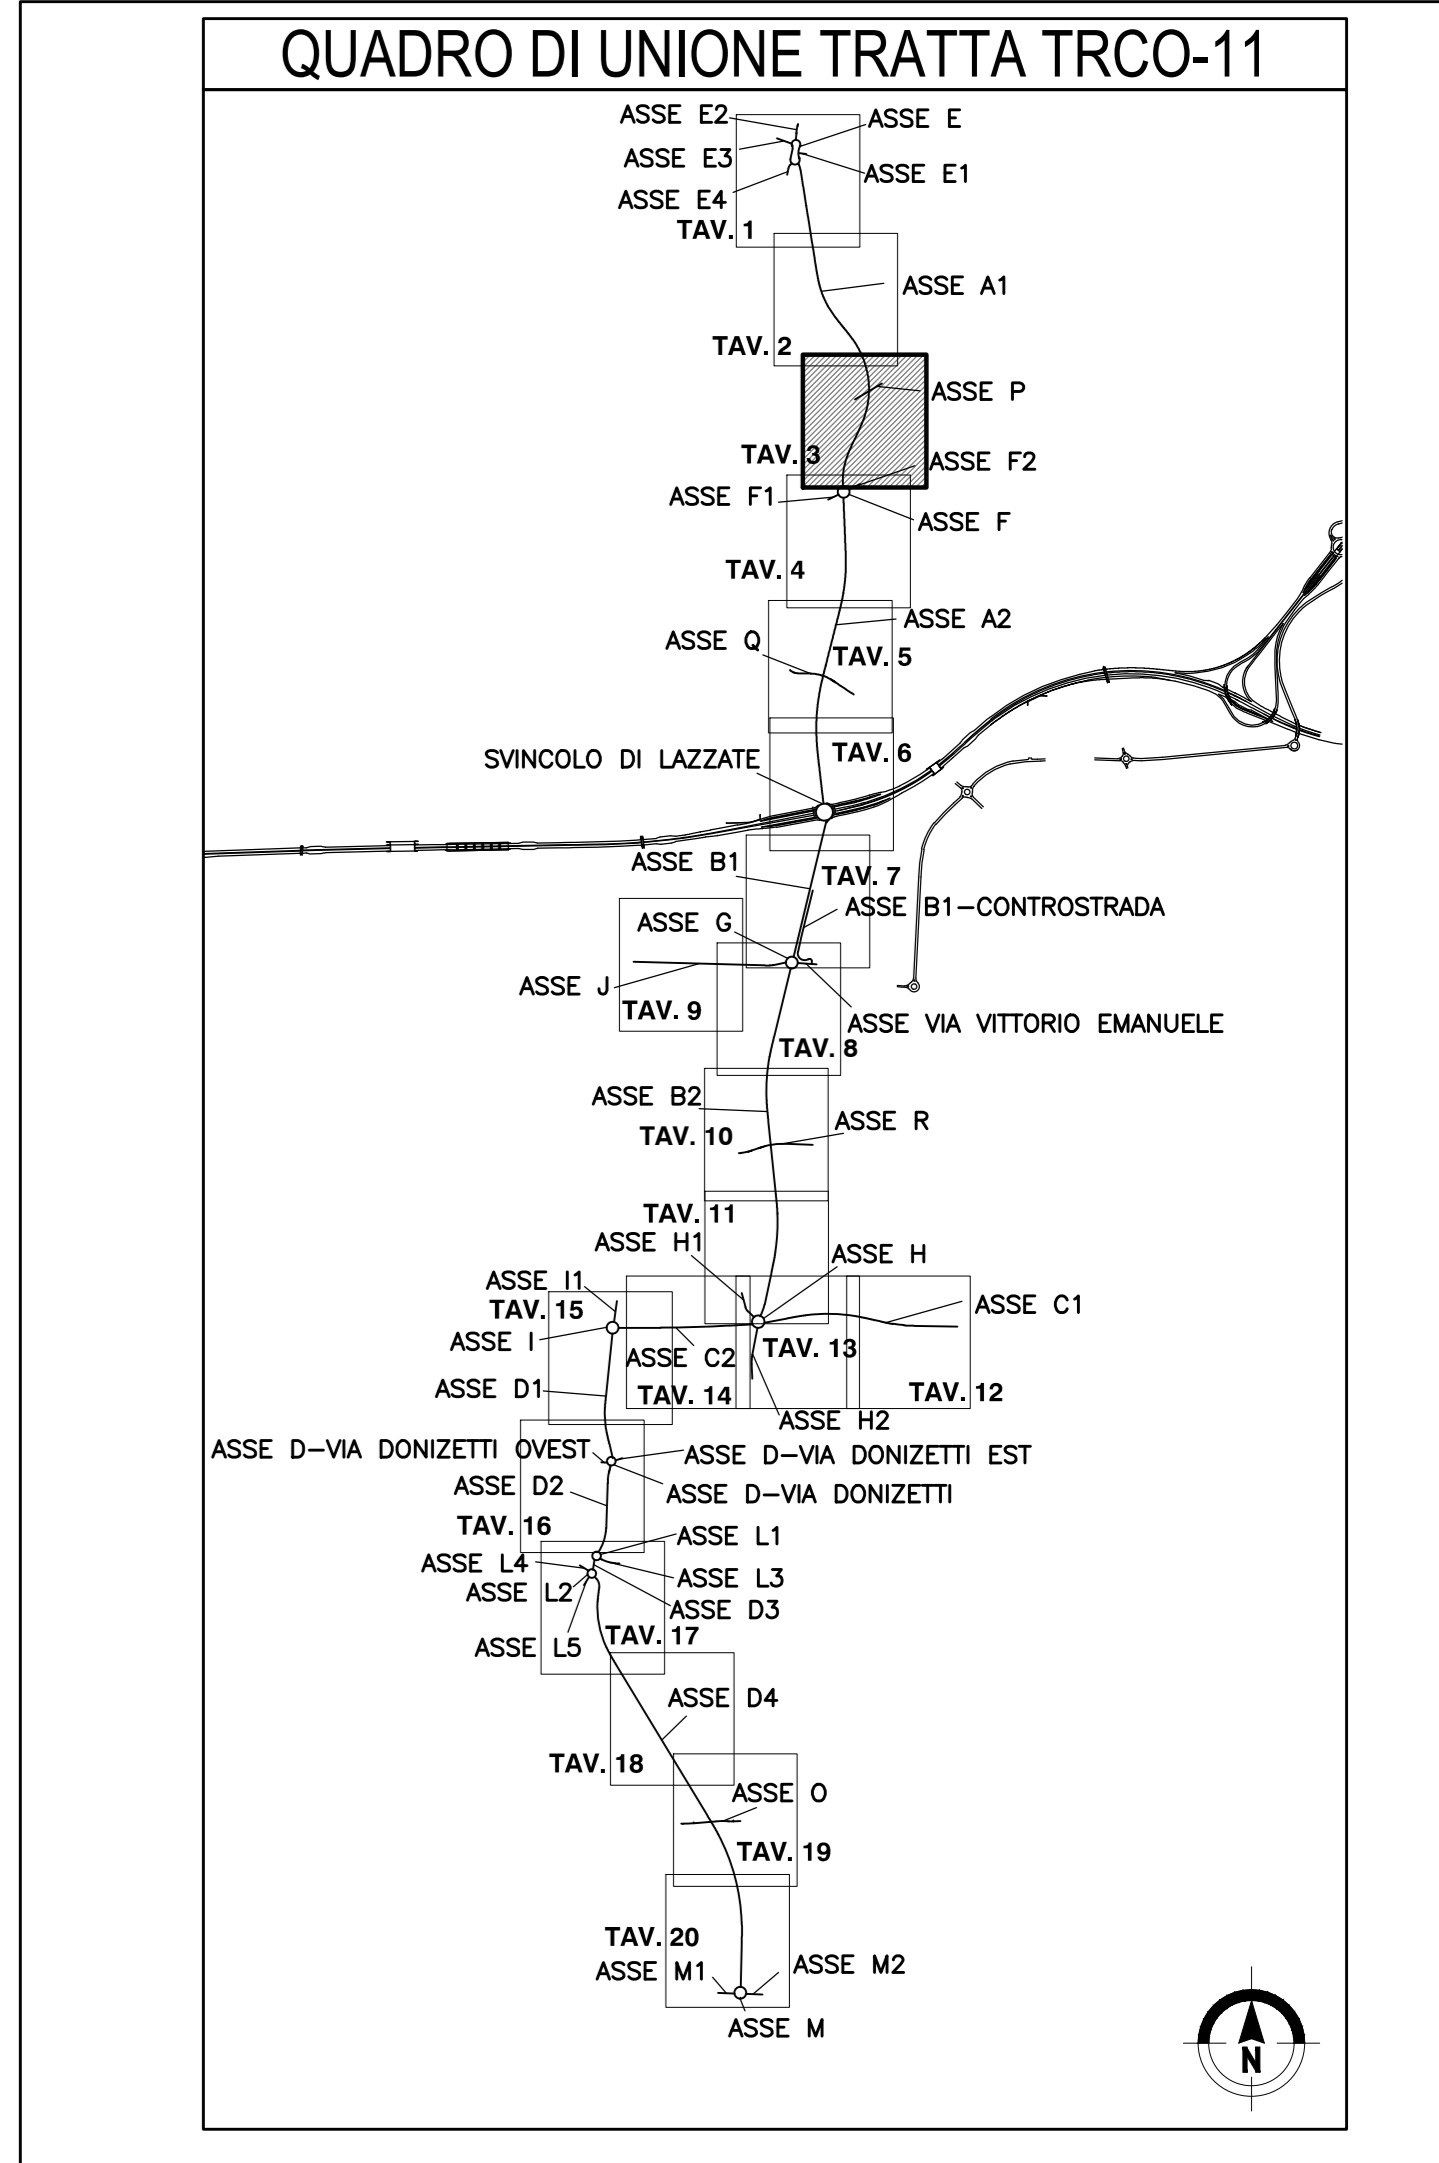 QUADRO DI UNIONE TRATTA TRCO-11
ASSE E2
ASSE E
ASSE E3
ASSE E1
ASSE E4
TAV. 1
ASSE A1
TAV. 2
ASSE P
TAV. 3
ASSE F2
ASSE F1
ASSE F
TAV. 4
ASSE A2
ASSE Q
TAV. 5
TAV. 6
SVINCOLO DI LAZZATE
ASSE B1
TAV. 7
ASSE B1-CONTROSTRADA
ASSE G
ASSE J
TAV. 9
ASSE VIA VITTORIO EMANUELE
TAV. 8
ASSE B2
ASSE R
TAV. 10
TAV. 11
ASSE H1
ASSE H
ASSE I1
TAV. 15
ASSE C1
ASSE I
TAV. 13
ASSE C2
ASSE D1
TAV. 14
TAV. 12
ASSE H2
ASSE D-VIA DONIZETTI OVEST
ASSE D-VIA DONIZETTI EST
ASSE D2
ASSE D-VIA DONIZETTI
TAV. 16
ASSE L1
ASSE L4
ASSE L3
ASSE L2
ASSE D3
TAV. 17
ASSE L5
ASSE D4
TAV. 18
ASSE O
TAV. 19
TAV. 20
ASSE M1
ASSE M2
ASSE M
N